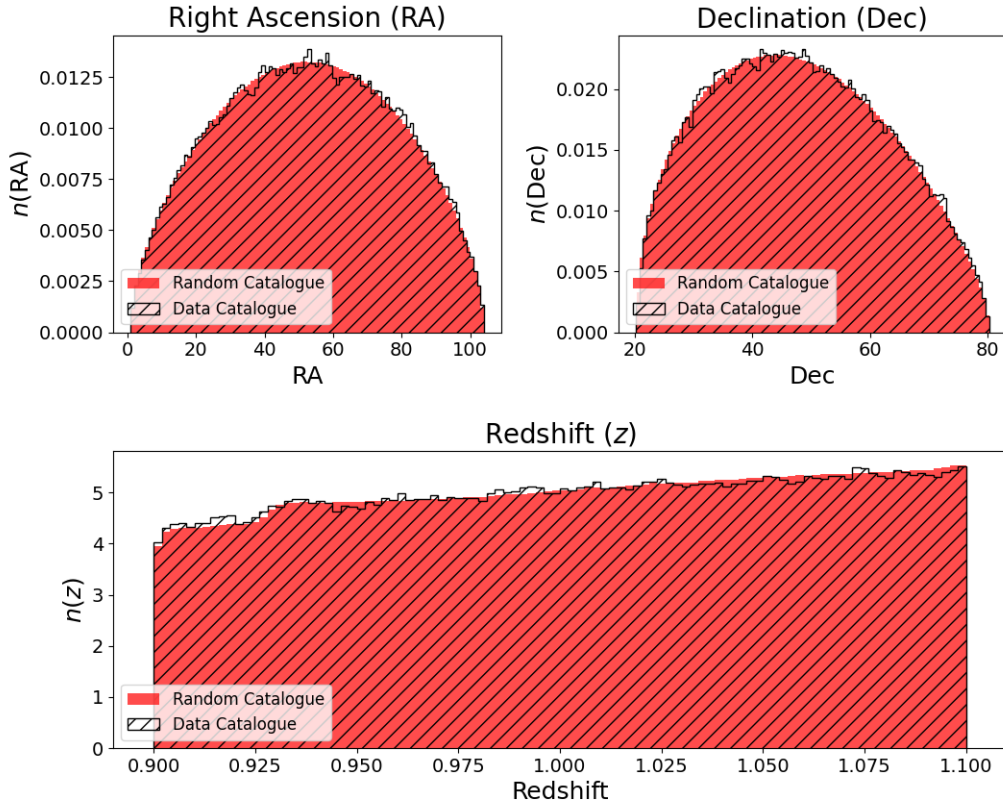 Right Ascension (RA)
n(RA)
0.0125
0.0100
0.0075
0.0050
0.0025
0.0000
Random Catalogue
Data Catalogue
0 20 40 60 80 100
RA
Declination (Dec)
n(Dec)
0.020
0.015
0.010
0.005
0.000
Random Catalogue
Data Catalogue
20 40 60 80
Dec
Redshift (z)
n(z)
5
4
3
2
1
0
Random Catalogue
Data Catalogue
0.900 0.925 0.950 0.975 1.000 1.025 1.050 1.075 1.100
Redshift